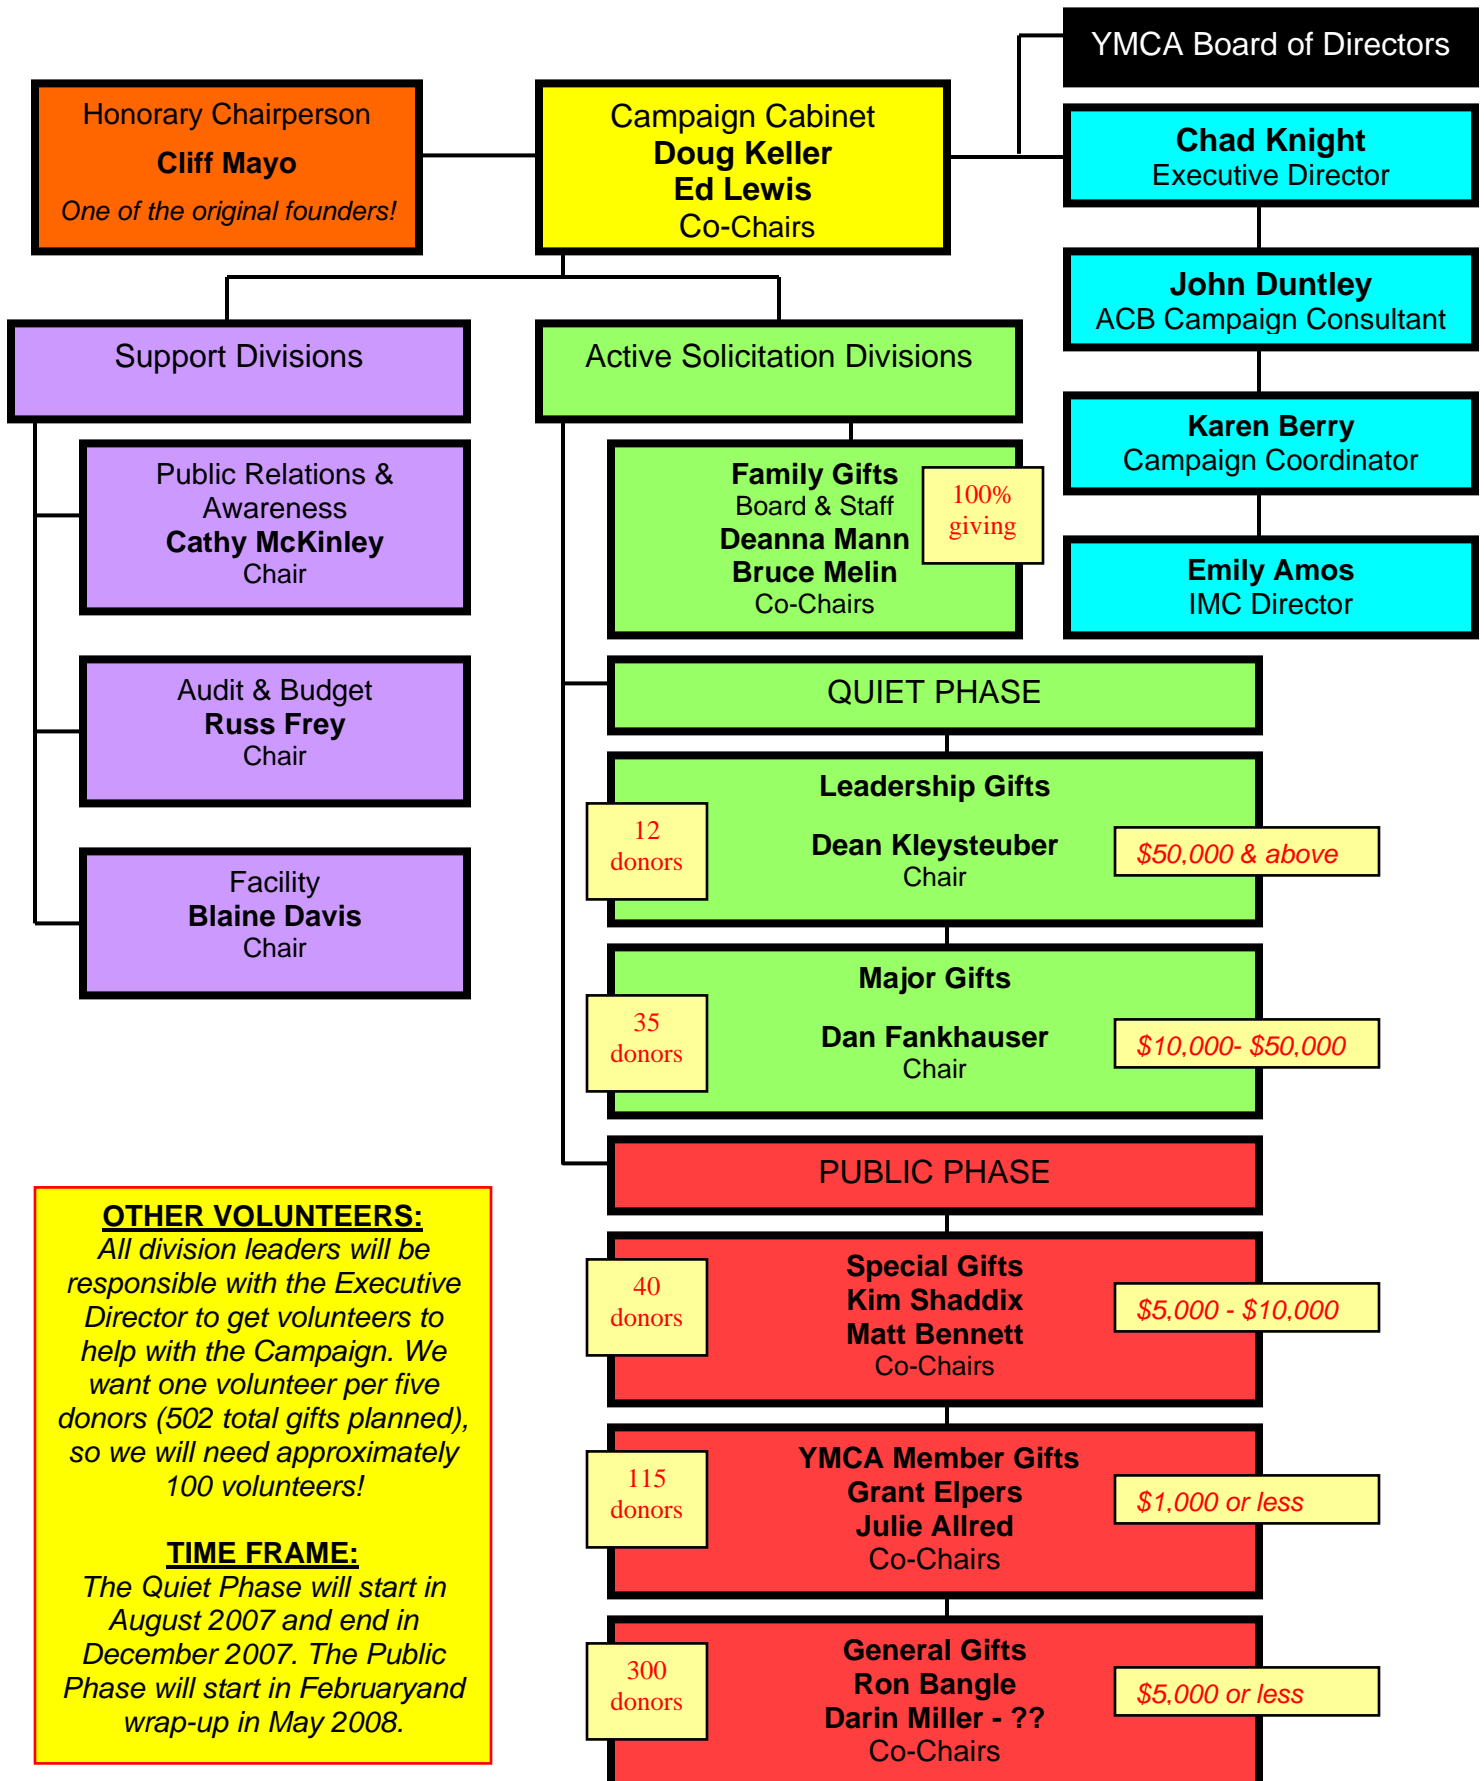 YMCA Board of Directors
Honorary Chairperson
Cliff Mayo
One of the original founders!
Campaign Cabinet
Doug Keller
Ed Lewis
Co-Chairs
Chad Knight
Executive Director
John Duntley
ACB Campaign Consultant
Karen Berry
Campaign Coordinator
Emily Amos
IMC Director
Support Divisions
Public Relations &
Awareness
Cathy McKinley
Chair
Audit & Budget
Russ Frey
Chair
Facility
Blaine Davis
Chair
Active Solicitation Divisions
Family Gifts
Board & Staff
Deanna Mann
Bruce Melin
Co-Chairs
100%
giving
QUIET PHASE
Leadership Gifts
Dean Kleysteuber
Chair
12
donors
$50,000 & above
Major Gifts
Dan Fankhauser
Chair
35
donors
$10,000- $50,000
PUBLIC PHASE
Special Gifts
Kim Shaddix
Matt Bennett
Co-Chairs
40
donors
$5,000 - $10,000
YMCA Member Gifts
Grant Elpers
Julie Allred
Co-Chairs
115
donors
$1,000 or less
General Gifts
Ron Bangle
Darin Miller - ??
Co-Chairs
300
donors
$5,000 or less
OTHER VOLUNTEERS:
All division leaders will be
responsible with the Executive
Director to get volunteers to
help with the Campaign. We
want one volunteer per five
donors (502 total gifts planned),
so we will need approximately
100 volunteers!
TIME FRAME:
The Quiet Phase will start in
August 2007 and end in
December 2007. The Public
Phase will start in Februaryand
wrap-up in May 2008.